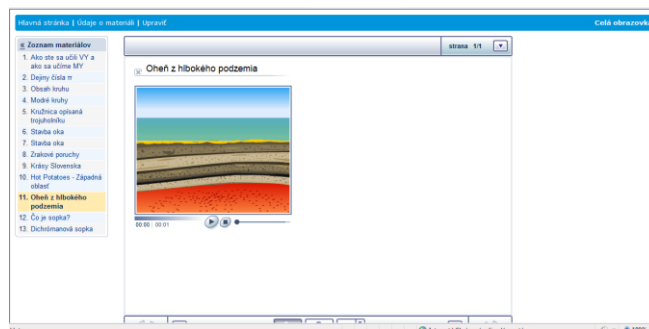 Hlavná stránka | Údaje o materiáli | Upraviť
Celá obrazovka
« Zoznam materiálov
1. Ako ste sa učili VY a
ako sa učíme MY
2. Dejiny čísla π
3. Obsah kruhu
4. Modré kruhy
5. Kružnica opísaná
trojuholníku
6. Stavba oka
7. Stavba oka
8. Zrakové poruchy
9. Krásy Slovenska
10. Hot Potatoes - Západná
oblasť
11. Oheň z hlbokého
podzemia
12. Čo je sopka?
13. Dichrómanová sopka
strana 1/1
Oheň z hlbokého podzemia
00:00 | 00:01